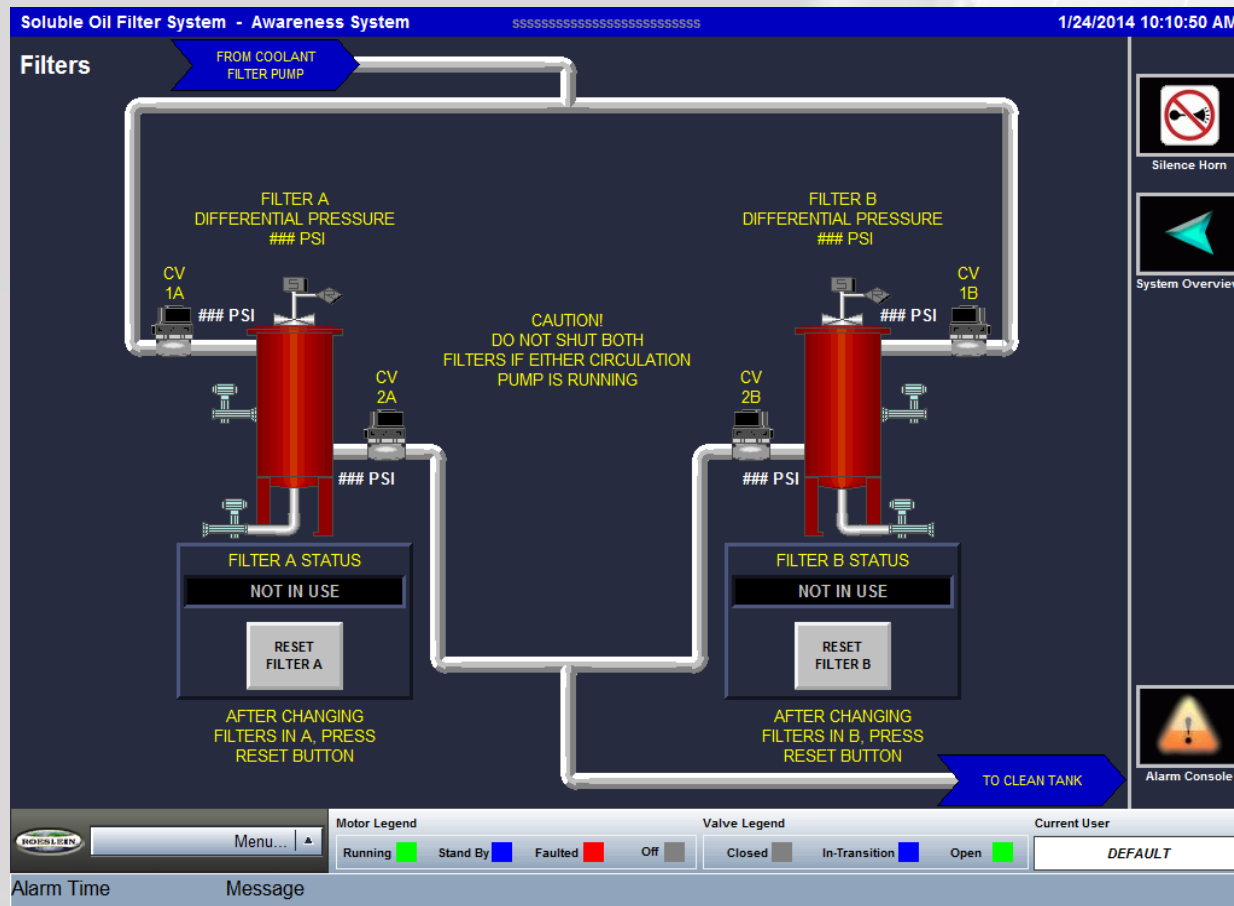 Soluble Oil Filter System - Awareness System
ssssssssssssssssssssssssss
1/24/2014 10:10:50 AM
Filters
FROM COOLANT
FILTER PUMP
Silence Horn
FILTER A
DIFFERENTIAL PRESSURE
### PSI
FILTER B
DIFFERENTIAL PRESSURE
### PSI
System Overview
CV
1A
S
R
### PSI
CV
1B
S
R
### PSI
CAUTION!
DO NOT SHUT BOTH
FILTERS IF EITHER CIRCULATION
PUMP IS RUNNING
CV
2A
CV
2B
### PSI
### PSI
FILTER A STATUS
NOT IN USE
RESET
FILTER A
AFTER CHANGING
FILTERS IN A, PRESS
RESET BUTTON
FILTER B STATUS
NOT IN USE
RESET
FILTER B
AFTER CHANGING
FILTERS IN B, PRESS
RESET BUTTON
TO CLEAN TANK
Alarm Console
ROESLEIN
Menu...
Motor Legend
Running Stand By Faulted Off
Valve Legend
Closed In-Transition Open
Current User
DEFAULT
Alarm Time Message